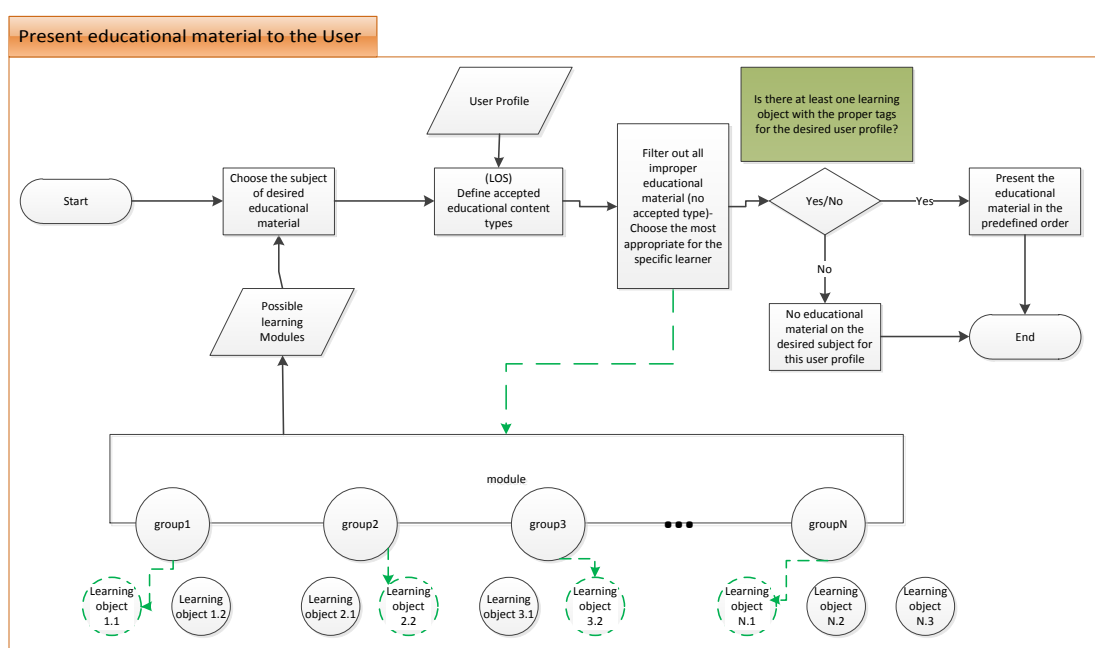 Present educational material to the User
User Profile
Is there at least one learning
object with the proper tags
for the desired user profile?
Start
Choose the subject
of desired
educational
material
(LOS)
Define accepted
educational content
types
Filter out all
improper
educational
material (no
accepted type)-
Choose the most
appropriate for the
specific learner
Yes/No
Yes
Present the
educational
material in the
predefined order
No
Possible
learning
Modules
No educational
material on the
desired subject for
this user profile
End
module
group1
group2
group3
groupN
Learning
object
1.1
Learning
object 1.2
Learning
object 2.1
Learning
object
2.2
Learning
object 3.1
Learning
object
3.2
Learning
object
N.1
Learning
object
N.2
Learning
object
N.3